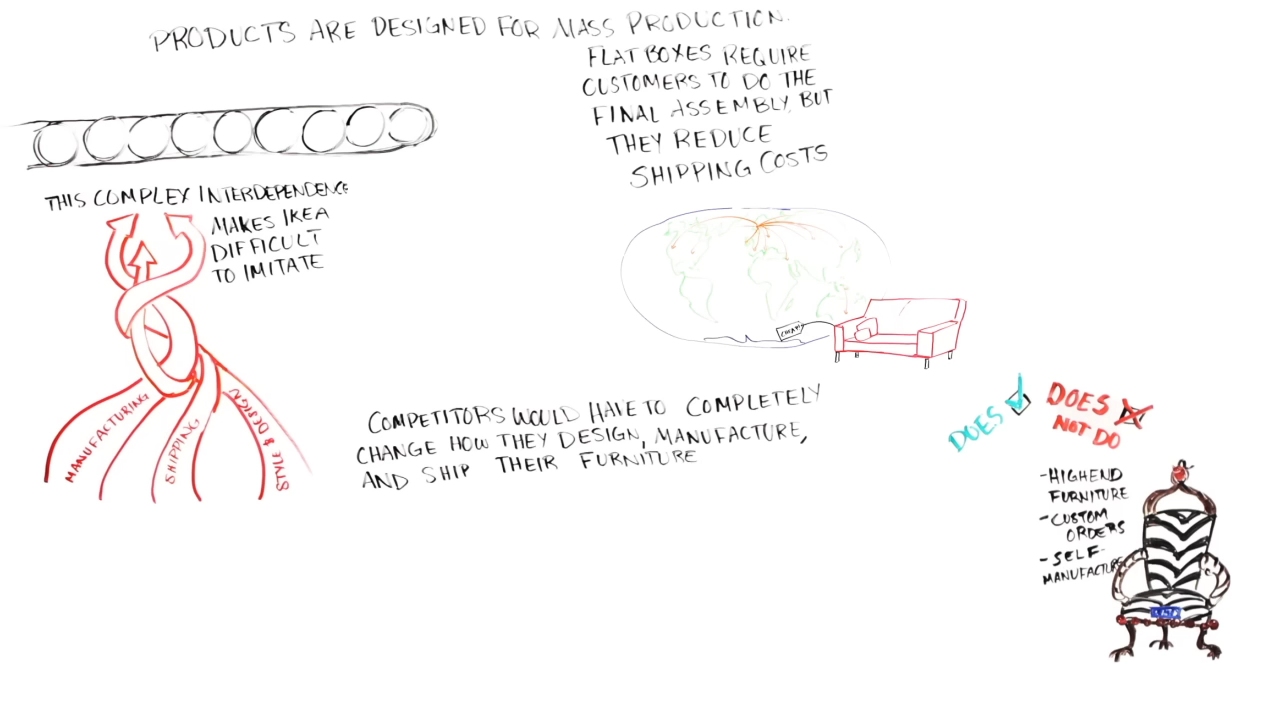 PRODUCTS ARE DESIGNED FOR MASS PRODUCTION.
FLAT BOXES REQUIRE
CUSTOMERS TO DO THE
FINAL ASSEMBLY, BUT
THEY REDUCE
SHIPPING COSTS
THIS COMPLEX INTERDEPENDENCE
MAKES IKEA
DIFFICULT
TO IMITATE
MANUFACTURING
SHIPPING
STYLE & DESIGN
COMPETITORS WOULD HAVE TO COMPLETELY
CHANGE HOW THEY DESIGN, MANUFACTURE,
AND SHIP THEIR FURNITURE
DOES
DOES
NOT DO
- HIGHEND
FURNITURE
- CUSTOM
ORDERS
- SELF-
MANUFACTURE